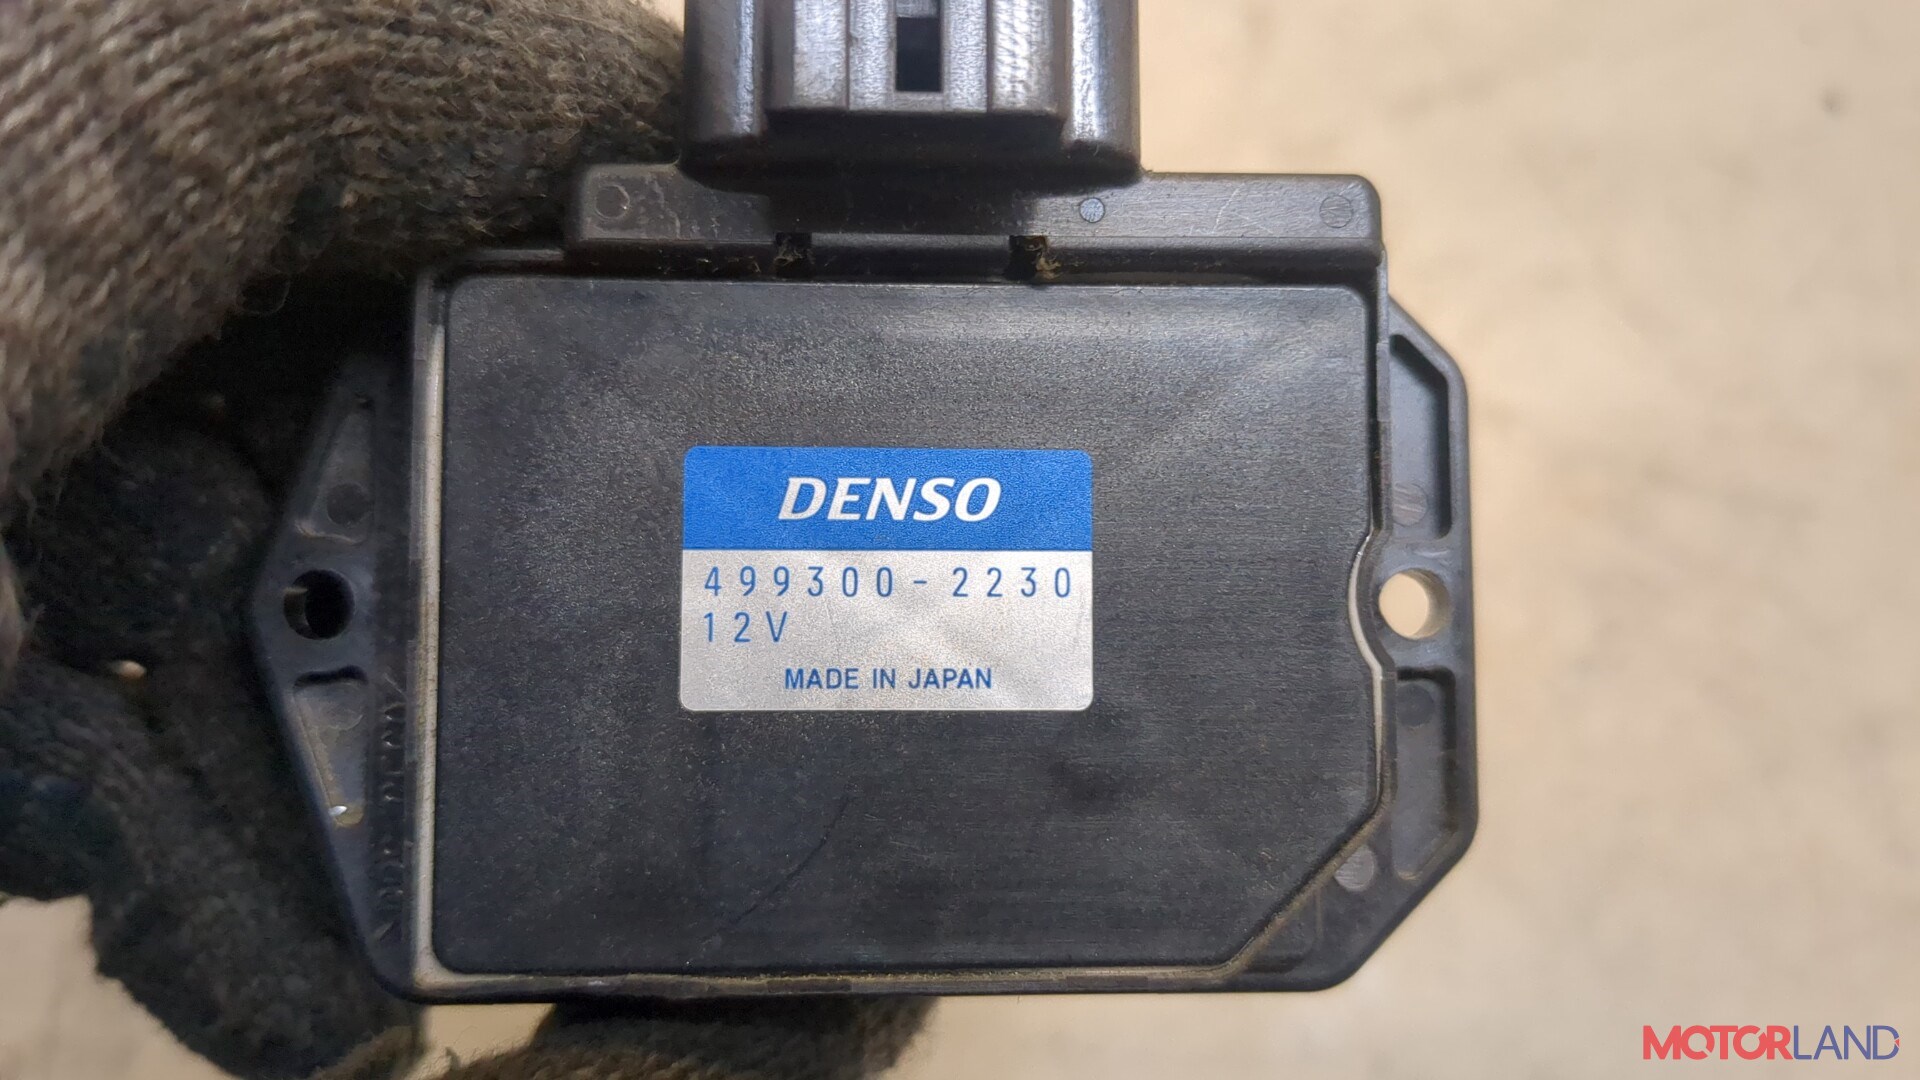 DENSO
499300-2230
12V
MADE IN JAPAN
MOTORLAND